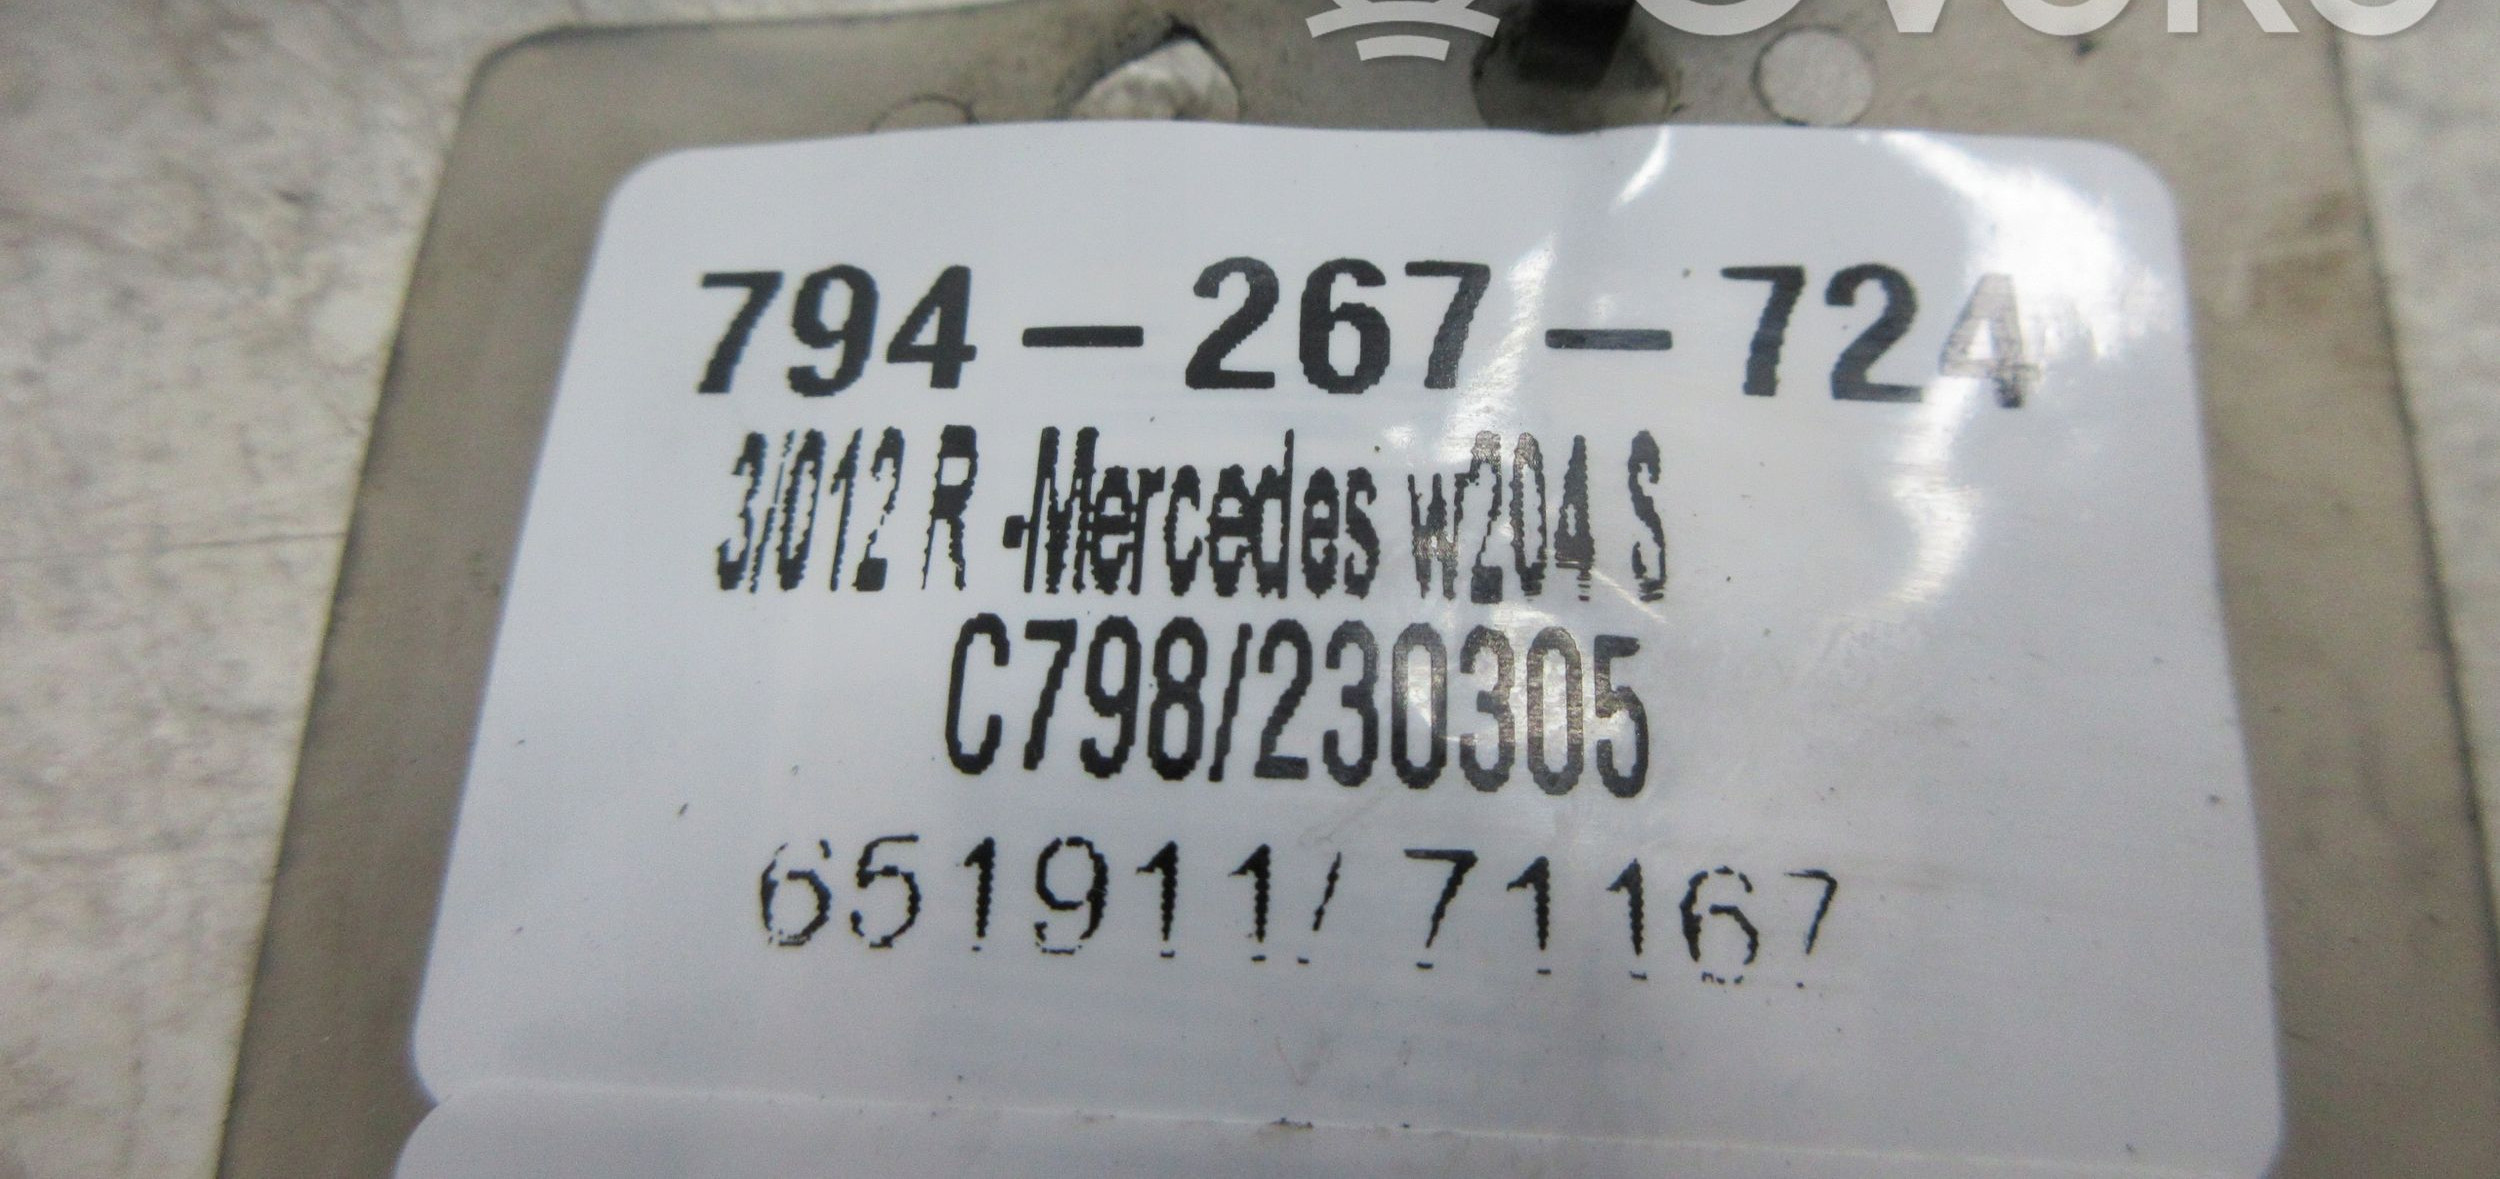 794-267-724
3/012 R -Mercedes w204 S
C798/230305
651911/ 71167